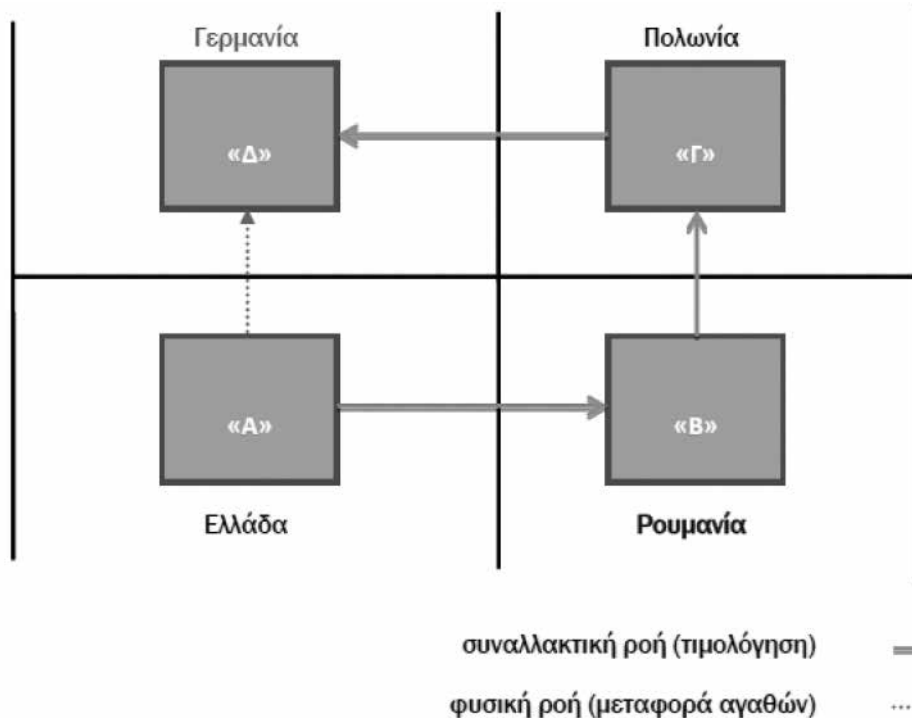 Γερμανία
Πολωνία
«Δ»
«Γ»
«Α»
«Β»
Ελλάδα
Ρουμανία
συναλλακτική ροή (τιμολόγηση)
φυσική ροή (μεταφορά αγαθών)